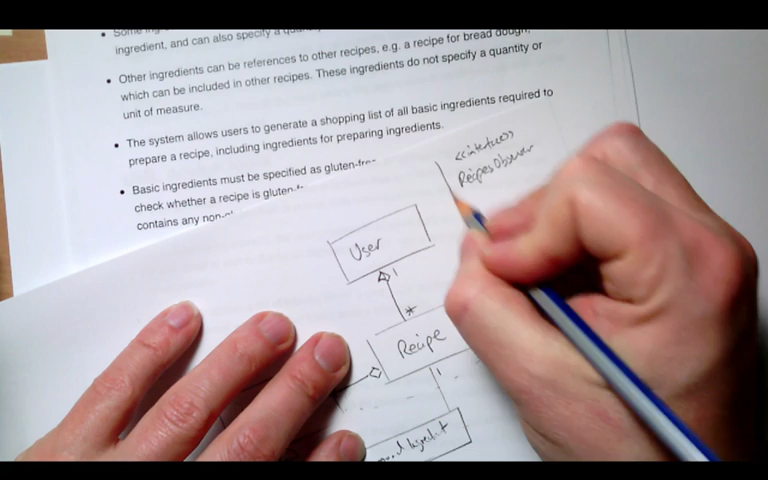 • Some
ingredient, and can also specify a
• Other ingredients can be references to other recipes, e.g. a recipe for bread dough,
which can be included in other recipes. These ingredients do not specify a quantity or
unit of measure.
• The system allows users to generate a shopping list of all basic ingredients required to
prepare a recipe, including ingredients for preparing ingredients.
• Basic ingredients must be specified as gluten-free
check whether a recipe is gluten-f
contains any non-
<<interface>>
RecipesObserver
User
1
*
Recipe
1